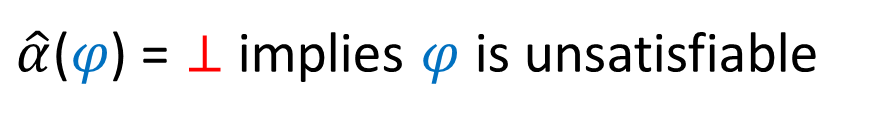 α̂(φ) = ⊥ implies φ is unsatisfiable